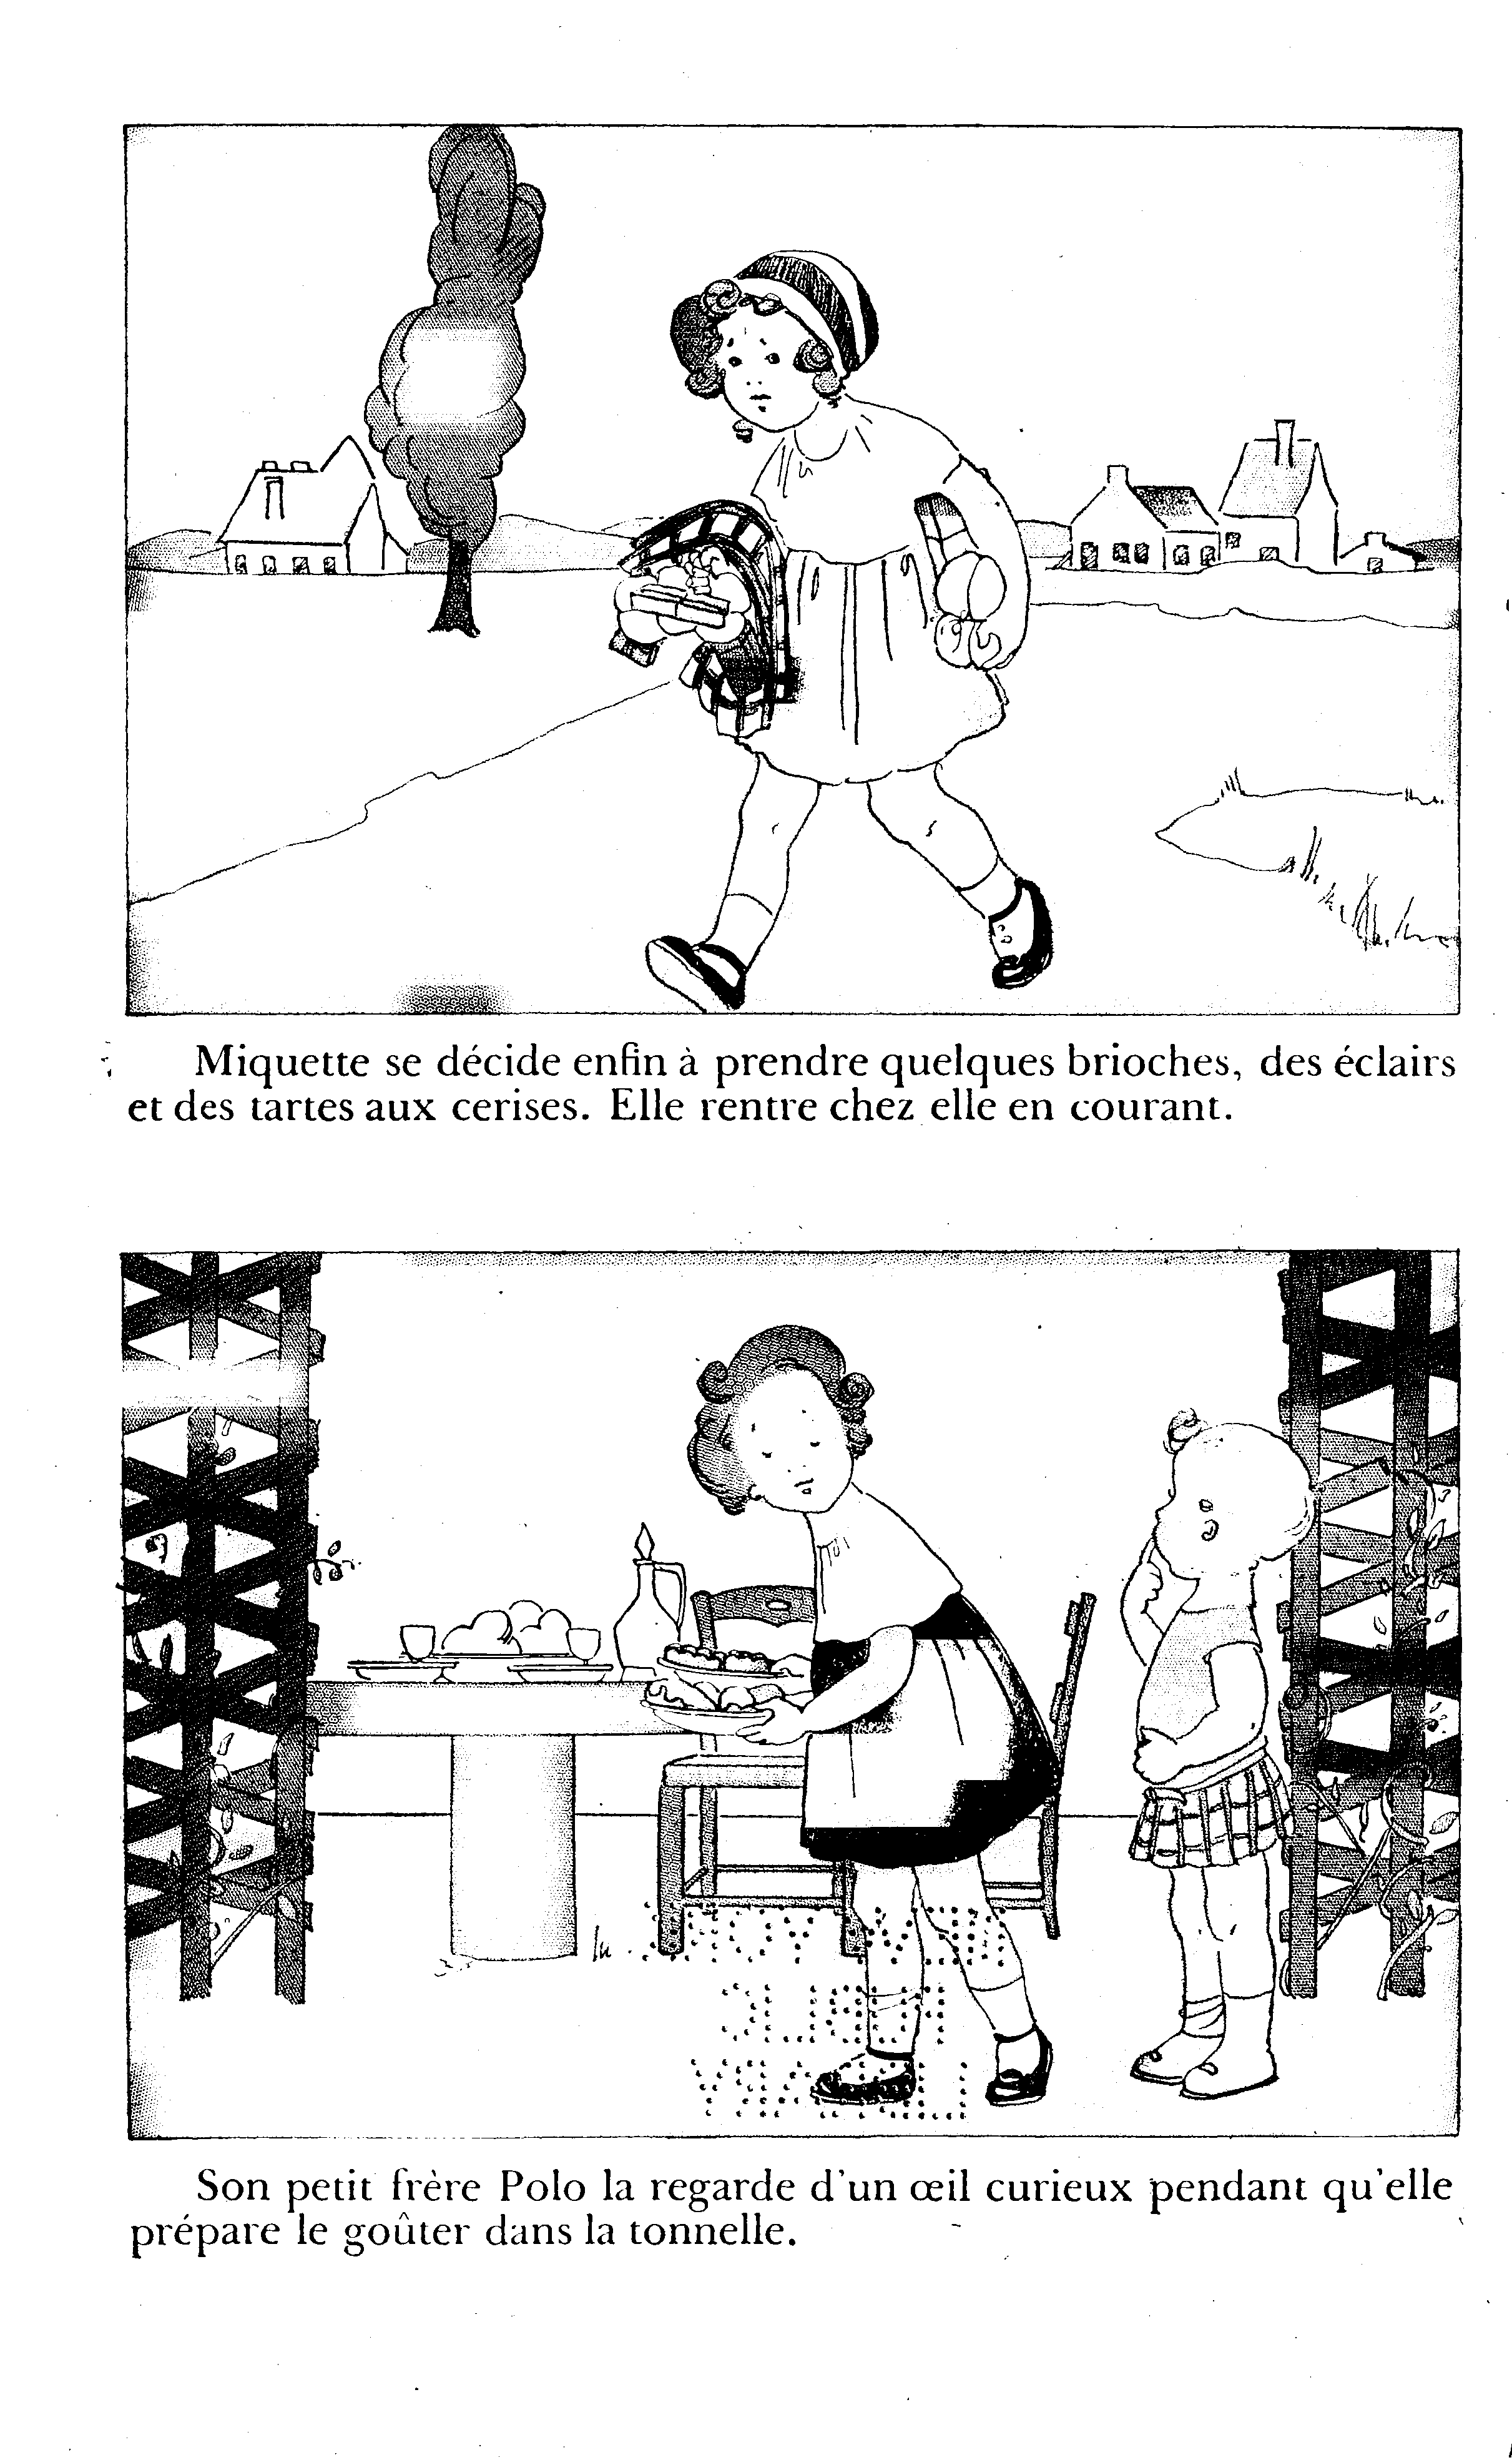 Miquette se décide enfin à prendre quelques brioches, des éclairs
et des tartes aux cerises. Elle rentre chez elle en courant.
Son petit frère Polo la regarde d'un œil curieux pendant qu'elle
prépare le goûter dans la tonnelle.